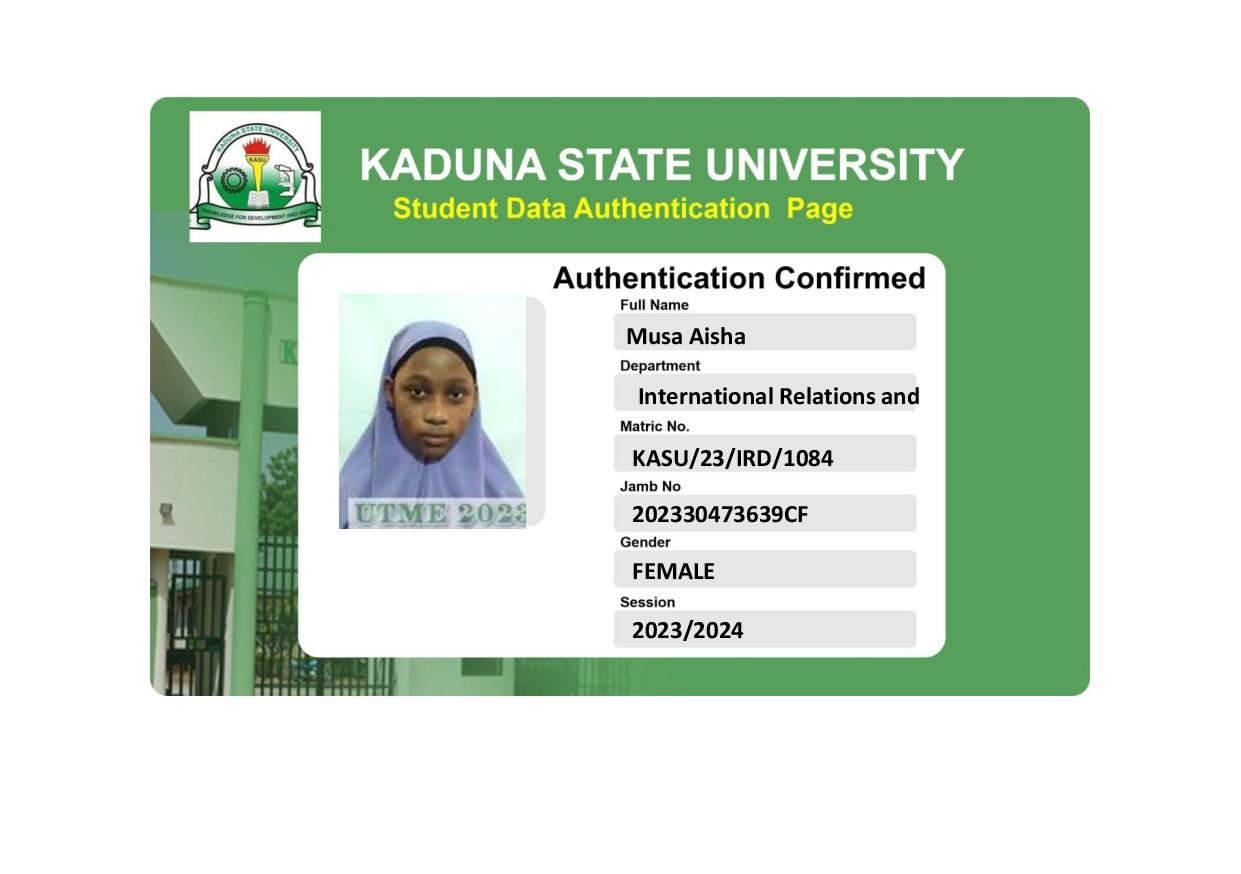 KADUNA STATE UNIVERSITY
KASU
KNOWLEDGE FOR DEVELOPMENT AND UNITY
KADUNA STATE UNIVERSITY
Student Data Authentication Page
Authentication Confirmed
Full Name
Musa Aisha
Department
International Relations and
Matric No.
KASU/23/IRD/1084
Jamb No
202330473639CF
Gender
FEMALE
Session
2023/2024
UTME 2023
K